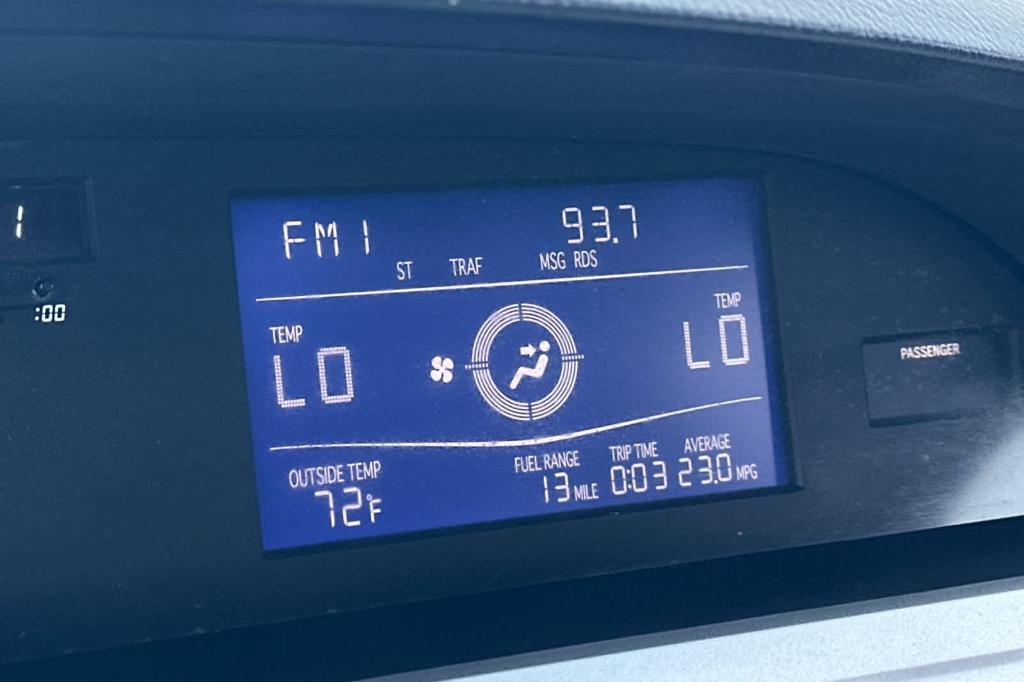 FM1 93.7
ST TRAF MSG RDS
:00
TEMP TEMP
LO LO
PASSENGER
OUTSIDE TEMP FUEL RANGE TRIP TIME AVERAGE
72°F 13 MILE 0:03 23.0 MPG